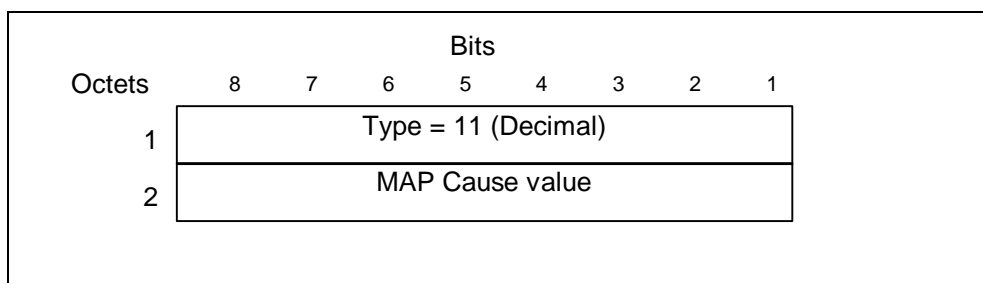 Bits
Octets 8 7 6 5 4 3 2 1
1 Type = 11 (Decimal)
2 MAP Cause value